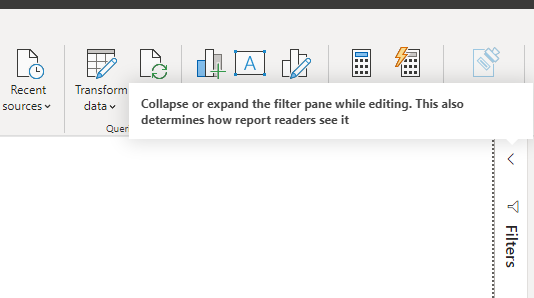 Recent
sources
Transform
data
A
Quer
Collapse or expand the filter pane while editing. This also
determines how report readers see it
Filters